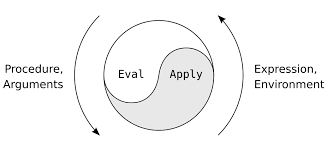 Procedure,
Arguments
Eval
Apply
Expression,
Environment